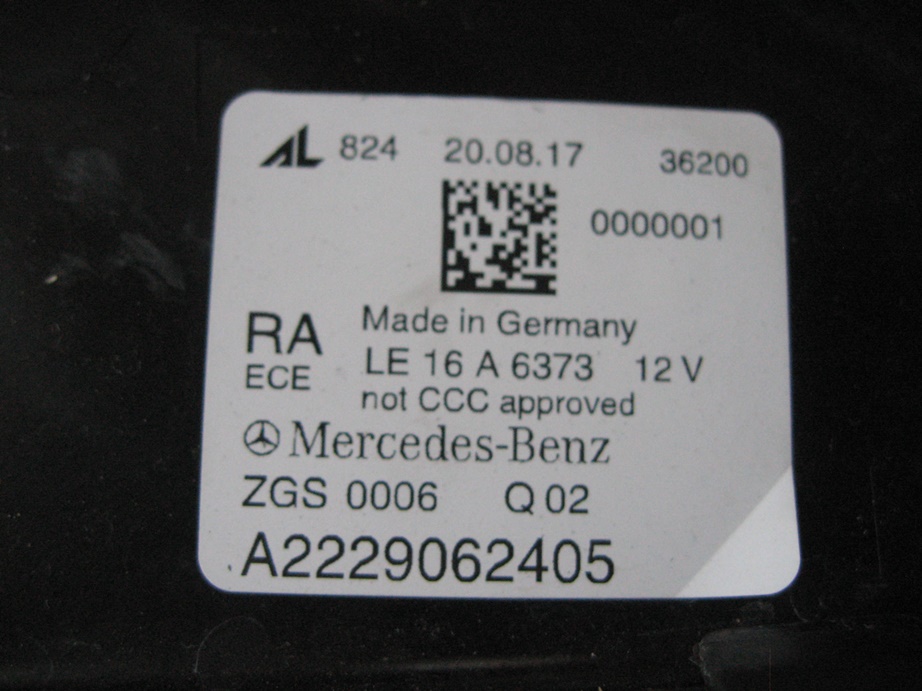 AL 824 20.08.17 36200
0000001
RA Made in Germany
ECE LE 16 A 6373 12 V
not CCC approved
Mercedes-Benz
ZGS 0006 Q 02
A2229062405